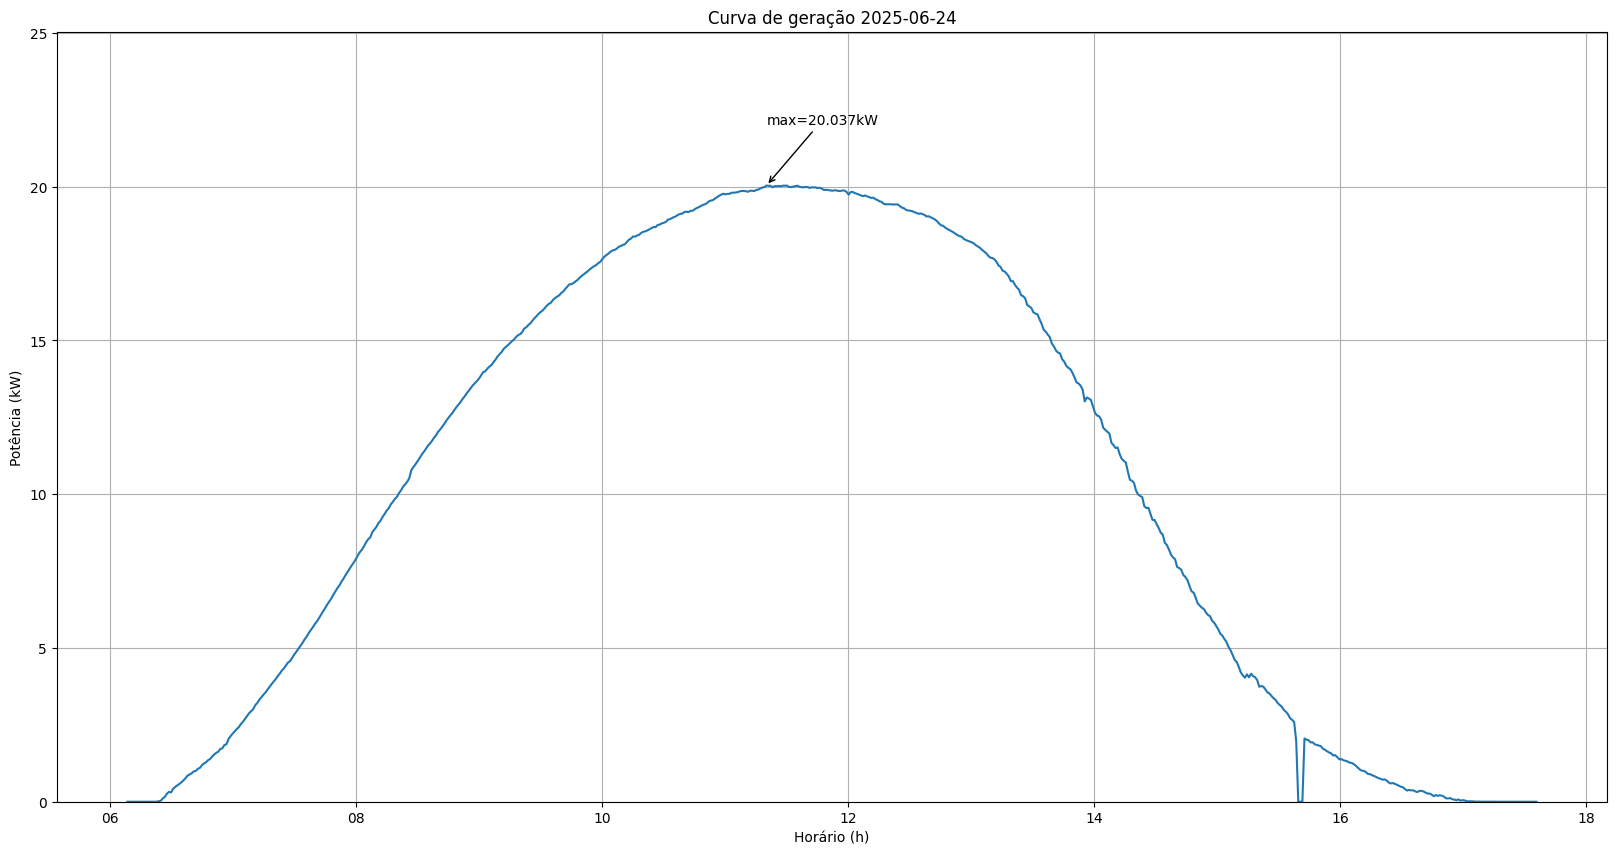 Curva de geração 2025-06-24
25
max=20.037kW
20
15
Potência (kW)
10
5
0
06 08 10 12 14 16 18
Horário (h)